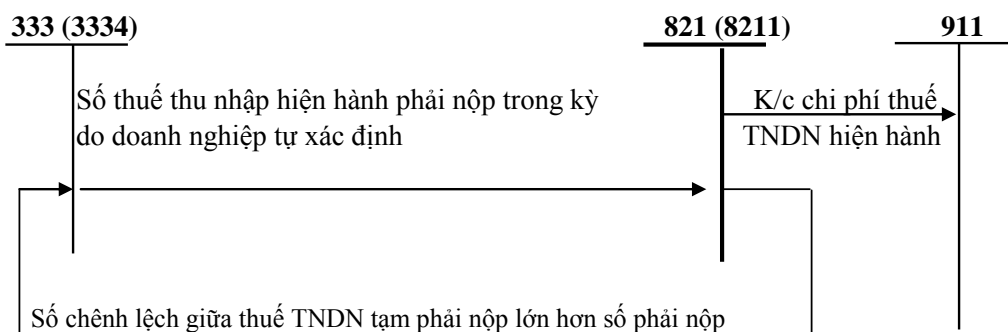 333 (3334) 821 (8211) 911
Số thuế thu nhập hiện hành phải nộp trong kỳ
do doanh nghiệp tự xác định
K/c chi phí thuế
TNDN hiện hành
Số chênh lệch giữa thuế TNDN tạm phải nộp lớn hơn số phải nộp